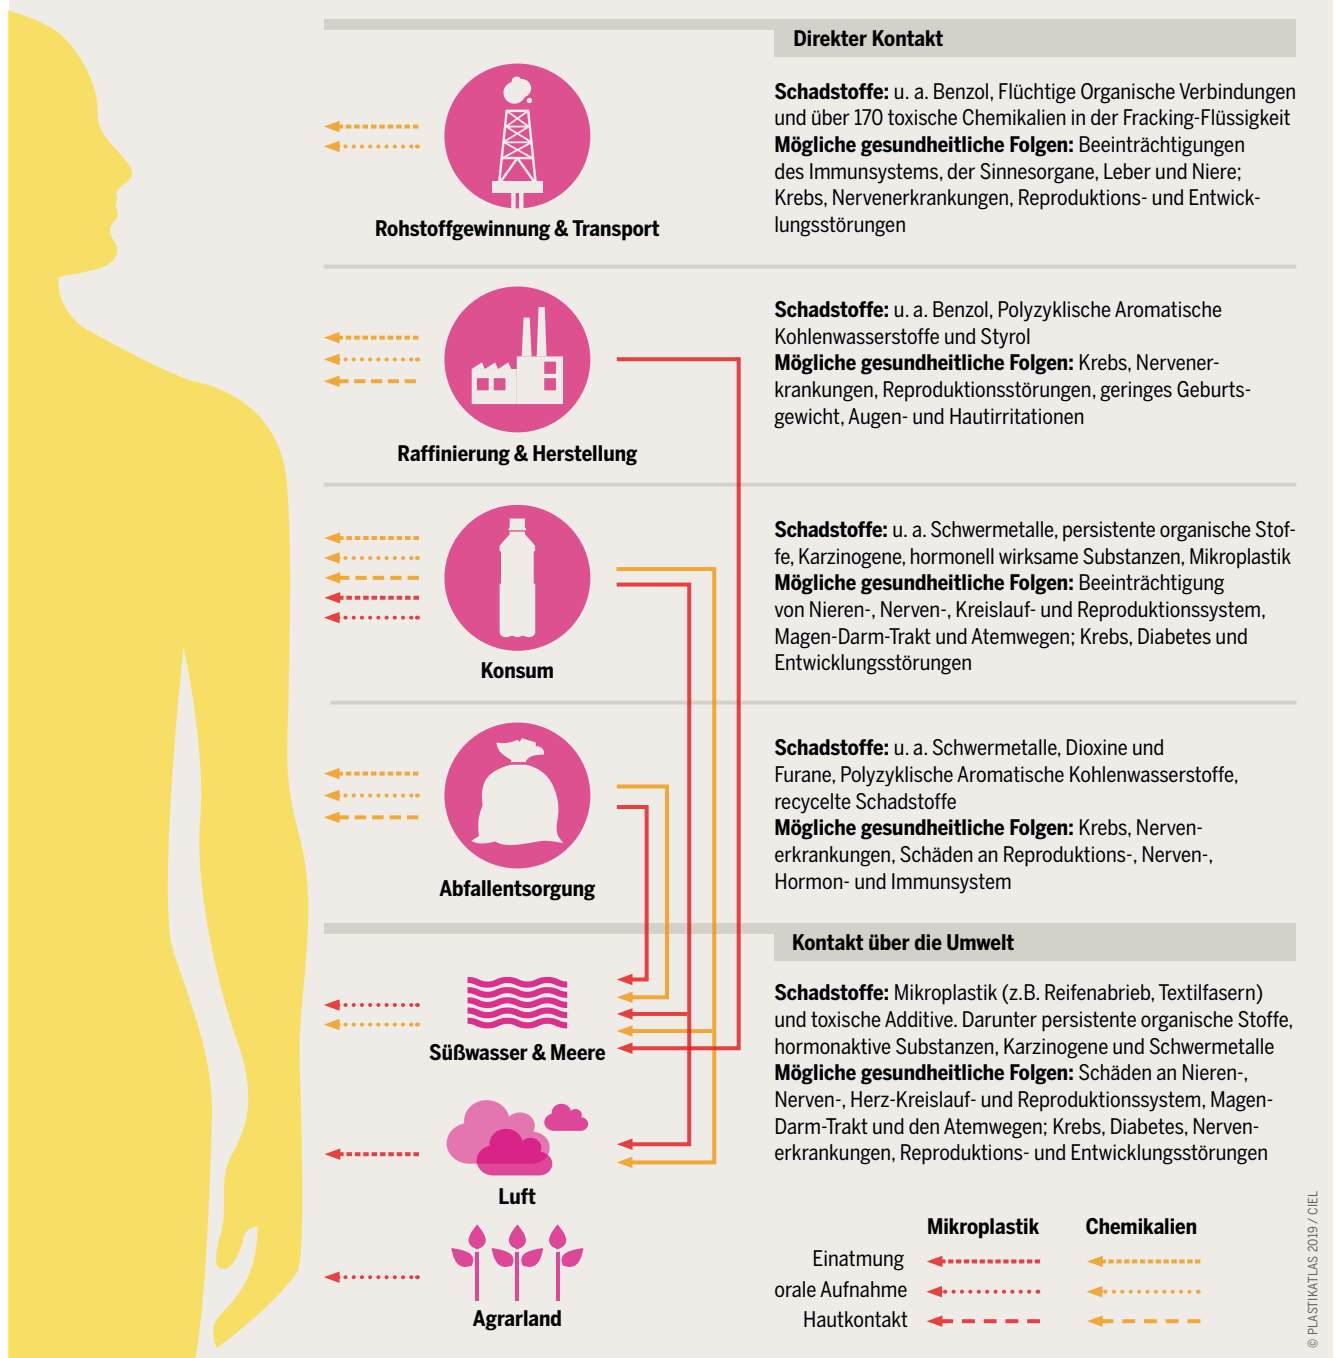 Direkter Kontakt
Schadstoffe: u. a. Benzol, Flüchtige Organische Verbindungen
und über 170 toxische Chemikalien in der Fracking-Flüssigkeit
Mögliche gesundheitliche Folgen: Beeinträchtigungen
des Immunsystems, der Sinnesorgane, Leber und Niere;
Krebs, Nervenerkrankungen, Reproduktions- und Entwick-
lungsstörungen
Rohstoffgewinnung & Transport
Schadstoffe: u. a. Benzol, Polyzyklische Aromatische
Kohlenwasserstoffe und Styrol
Mögliche gesundheitliche Folgen: Krebs, Nervener-
krankungen, Reproduktionsstörungen, geringes Geburts-
gewicht, Augen- und Hautirritationen
Raffinierung & Herstellung
Schadstoffe: u. a. Schwermetalle, persistente organische Stof-
fe, Karzinogene, hormonell wirksame Substanzen, Mikroplastik
Mögliche gesundheitliche Folgen: Beeinträchtigung
von Nieren-, Nerven-, Kreislauf- und Reproduktionssystem,
Magen-Darm-Trakt und Atemwegen; Krebs, Diabetes und
Entwicklungsstörungen
Konsum
Schadstoffe: u. a. Schwermetalle, Dioxine und
Furane, Polyzyklische Aromatische Kohlenwasserstoffe,
recycelte Schadstoffe
Mögliche gesundheitliche Folgen: Krebs, Nerven-
erkrankungen, Schäden an Reproduktions-, Nerven-,
Hormon- und Immunsystem
Abfallentsorgung
Kontakt über die Umwelt
Schadstoffe: Mikroplastik (z.B. Reifenabrieb, Textilfasern)
und toxische Additive. Darunter persistente organische Stoffe,
hormonaktive Substanzen, Karzinogene und Schwermetalle
Mögliche gesundheitliche Folgen: Schäden an Nieren-,
Nerven-, Herz-Kreislauf- und Reproduktionssystem, Magen-
Darm-Trakt und den Atemwegen; Krebs, Diabetes, Nerven-
erkrankungen, Reproduktions- und Entwicklungsstörungen
Süßwasser & Meere
Luft
Agrarland
Mikroplastik Chemikalien
Einatmung
orale Aufnahme
Hautkontakt
© PLASTIKATLAS 2019 / CIEL